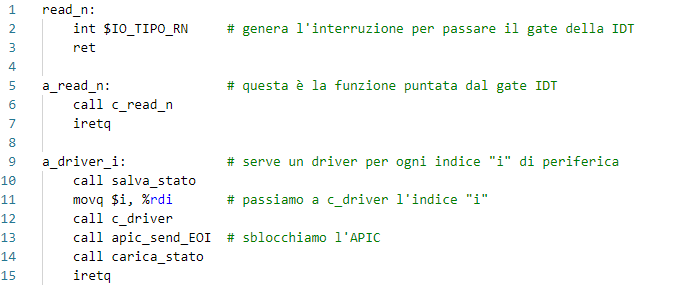 1 read_n:
2 int $IO_TIPO_RN # genera l'interruzione per passare il gate della IDT
3 ret
4
5 a_read_n: # questa è la funzione puntata dal gate IDT
6 call c_read_n
7 iretq
8
9 a_driver_i: # serve un driver per ogni indice "i" di periferica
10 call salva_stato
11 movq $i, %rdi # passiamo a c_driver l'indice "i"
12 call c_driver
13 call apic_send_EOI # sblocchiamo l'APIC
14 call carica_stato
15 iretq